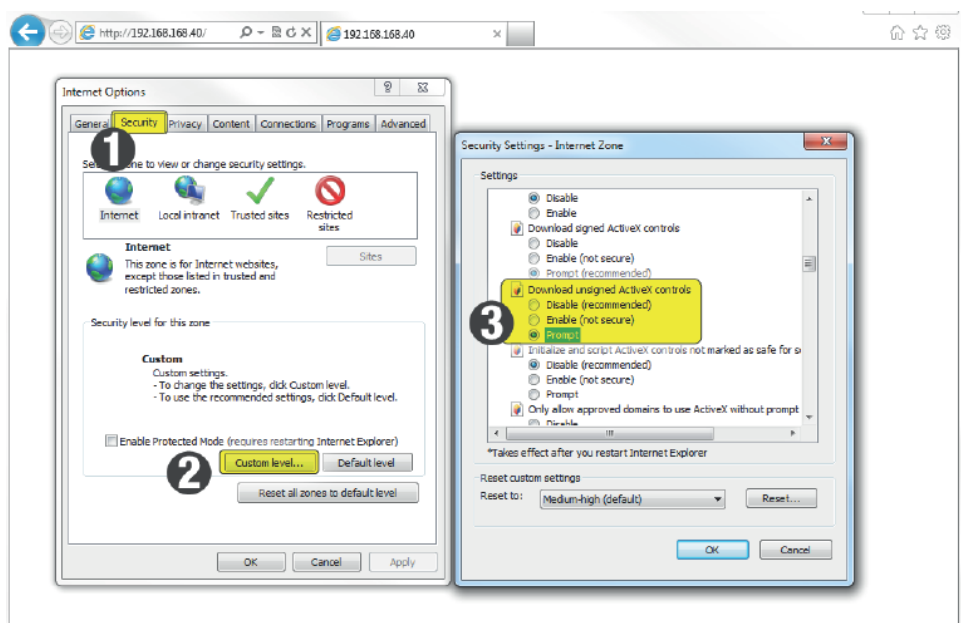 http://192.168.168.40/
192.168.168.40
Internet Options
General Security Privacy Content Connections Programs Advanced
1
zone to view or change security settings.
Internet Local intranet Trusted sites Restricted sites
Internet
This zone is for Internet websites,
except those listed in trusted and
restricted zones.
Sites
Security level for this zone
Custom
Custom settings.
- To change the settings, click Custom level.
- To use the recommended settings, click Default level.
Enable Protected Mode (requires restarting Internet Explorer)
2
Custom level... Default level
Reset all zones to default level
OK Cancel Apply
Security Settings - Internet Zone
Settings
Disable
Enable
Download signed ActiveX controls
Disable
Enable (not secure)
Prompt (recommended)
3
Download unsigned ActiveX controls
Disable (recommended)
Enable (not secure)
Prompt
Initialize and script ActiveX controls not marked as safe for s
Disable (recommended)
Enable (not secure)
Prompt
Only allow approved domains to use ActiveX without prompt
Disable
*Takes effect after you restart Internet Explorer
Reset custom settings
Reset to: Medium-high (default) Reset...
OK Cancel